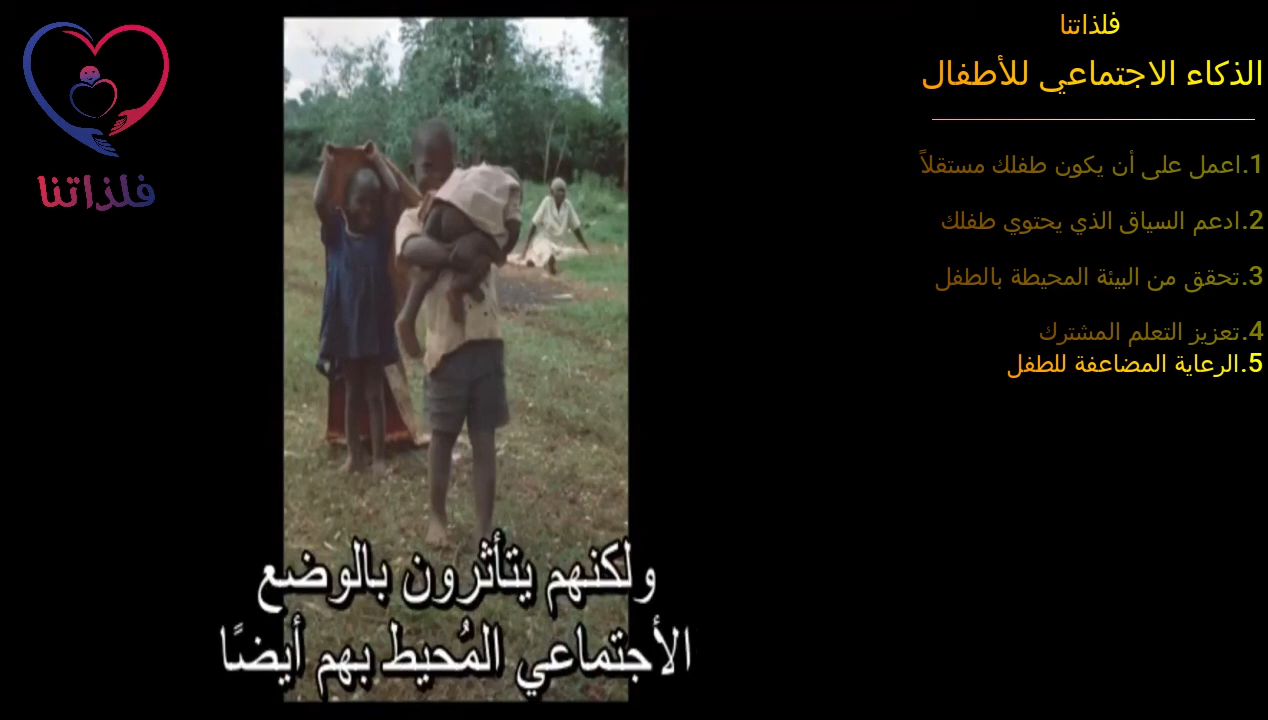 فلذاتنا
فلذاتنا
الذكاء الاجتماعي للأطفال
1.اعمل على أن يكون طفلك مستقلاً
2.ادعم السياق الذي يحتوي طفلك
3.تحقق من البيئة المحيطة بالطفل
4.تعزيز التعلم المشترك
5.الرعاية المضاعفة للطفل
ولكنهم يتأثرون بالوضع
الأجتماعي المُحيط بهم أيضًا